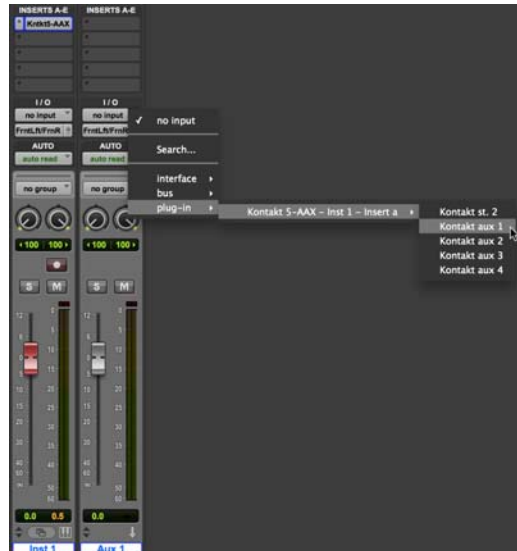 INSERTS A-E INSERTS A-E
Kntkt5-AAX
I / O I / O
no input no input
FrntLft/FrnR FrntLft/FrnR
AUTO AUTO
auto read auto read
no group no group
100 100 100 100
S M S M
0.0 0.5 0.0
Inst 1 Aux 1
✓ no input
Search...
interface
bus
plug-in
Kontakt 5-AAX - Inst 1 - Insert a
Kontakt st. 2
Kontakt aux 1
Kontakt aux 2
Kontakt aux 3
Kontakt aux 4